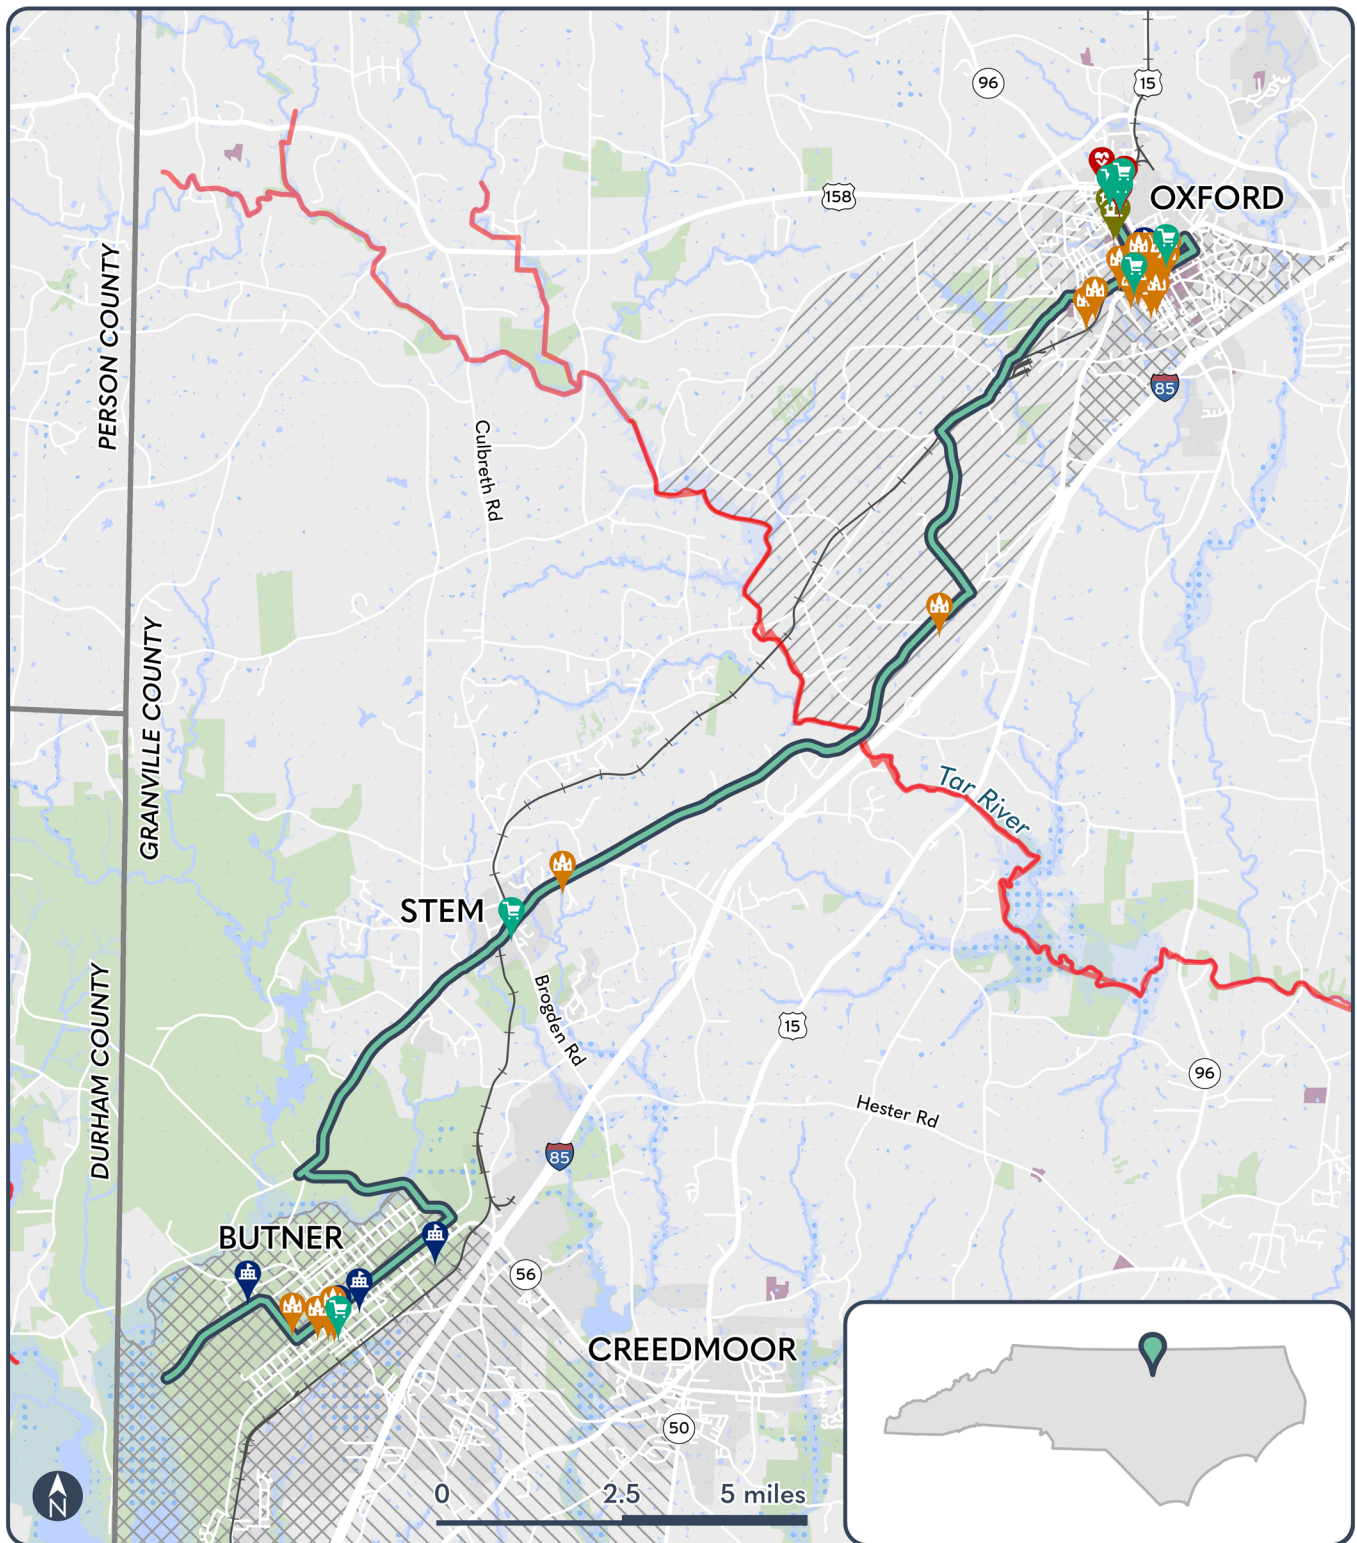 96
15
158
OXFORD
PERSON COUNTY
85
Culbreth Rd
GRANVILLE COUNTY
Tar River
STEM
DURHAM COUNTY
Brogden Rd
15
96
Hester Rd
85
BUTNER
56
CREEDMOOR
50
N
0 2.5 5 miles